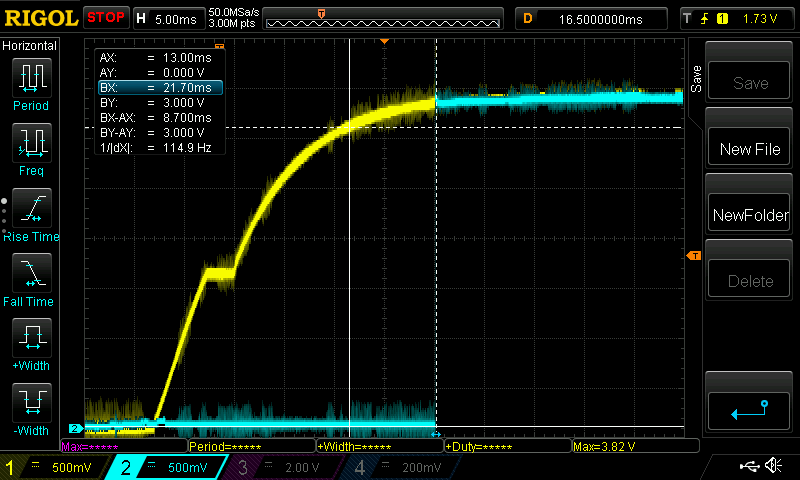 RIGOL STOP H 5.00ms 50.0MSa/s 3.00M pts T D 16.5000000ms T 1 1.73 V
Horizontal
Period
Freq
Rise Time
Fall Time
+Width
-Width
T
AX: = 13.00ms
AY: = 0.000 V
BX: = 21.70ms
BY: = 3.000 V
BX-AX: = 8.700ms
BY-AY: = 3.000 V
1/|dX|: = 114.9 Hz
T
2
Save
Save
New File
NewFolder
Delete
Max=***** Period=***** +Width=***** +Duty=***** Max=3.82 V
1 = 500mV 2 = 500mV 3 = 2.00 V 4 = 200mV